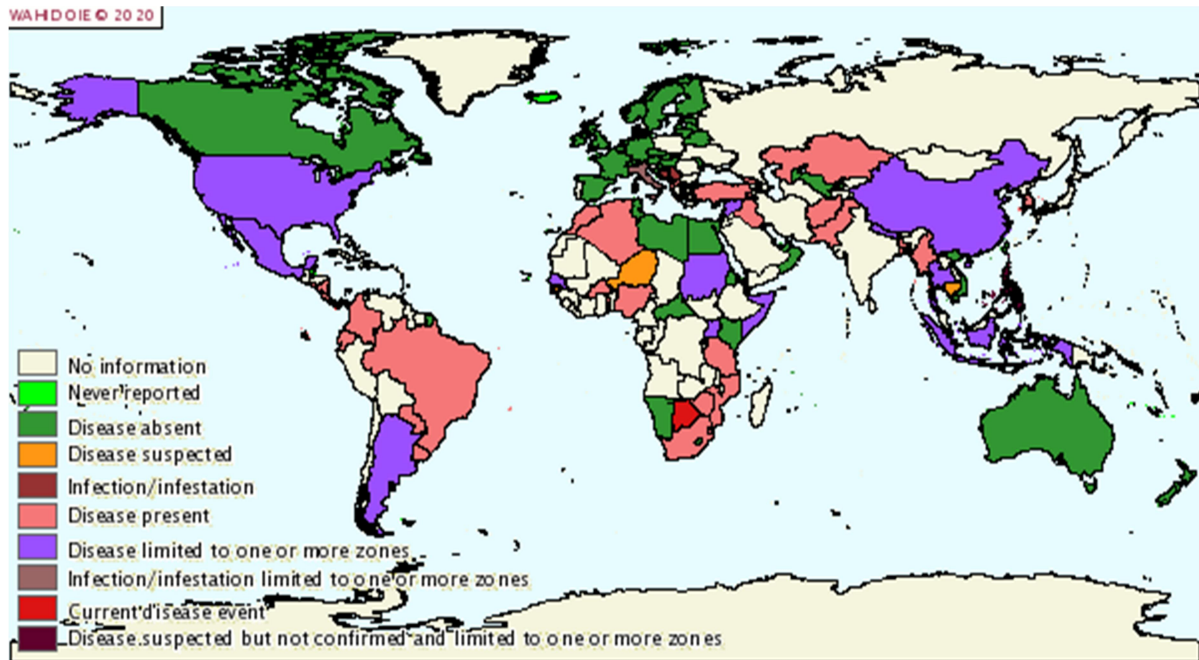 WAHIDOIE © 2020
No information
Never reported
Disease absent
Disease suspected
Infection/infestation
Disease present
Disease limited to one or more zones
Infection/infestation limited to one or more zones
Current disease event
Disease suspected but not confirmed and limited to one or more zones